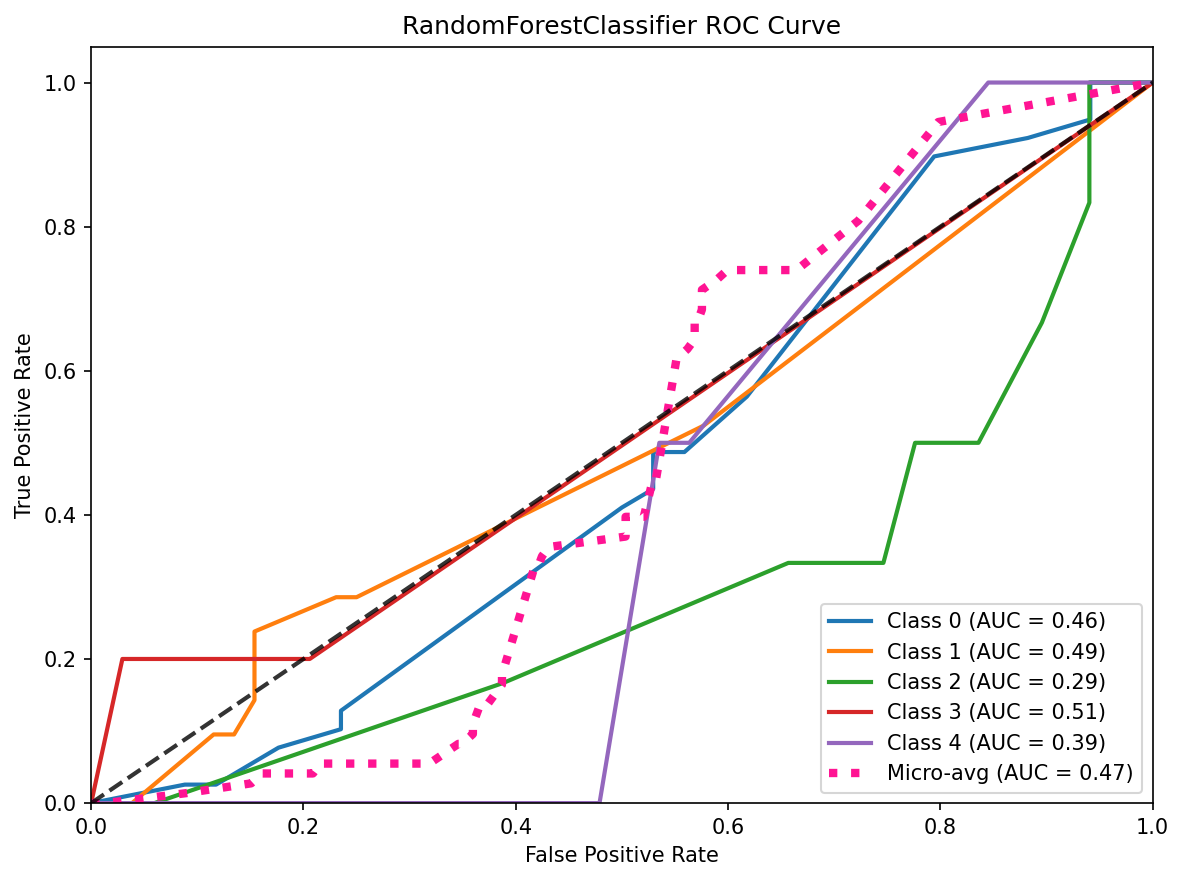 RandomForestClassifier ROC Curve
True Positive Rate
1.0
0.8
0.6
0.4
0.2
0.0
0.0 0.2 0.4 0.6 0.8 1.0
False Positive Rate
Class 0 (AUC = 0.46)
Class 1 (AUC = 0.49)
Class 2 (AUC = 0.29)
Class 3 (AUC = 0.51)
Class 4 (AUC = 0.39)
Micro-avg (AUC = 0.47)